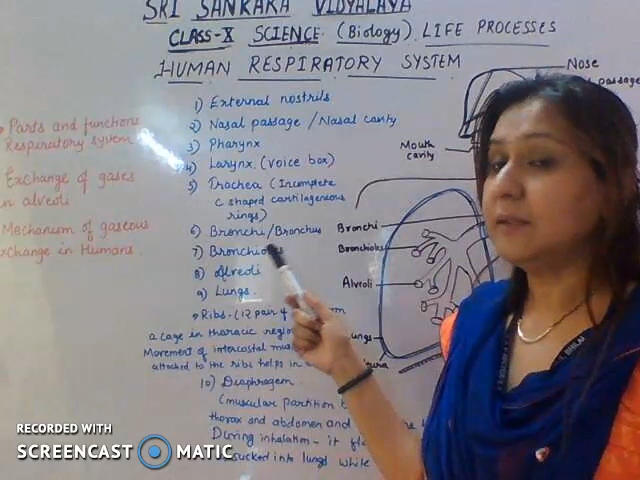 SRI SANKARA VIDYALAYA
CLASS-X SCIENCE (Biology) LIFE PROCESSES
HUMAN RESPIRATORY SYSTEM
Parts and functions
Respiratory system
Exchange of gases
in alveoli
Mechanism of gaseous
exchange in Humans.
1) External nostrils
2) Nasal passage / Nasal cavity
3) Pharynx
4) Larynx (Voice box)
5) Trachea (Incomplete
C shaped cartilageneous
rings)
6) Bronchi / Bronchus
7)
8) Alveoli
9) Lungs.
Ribs - (12 pair
a cage in thoracic
Movement of intercostal
attached to the ribs helps in
10) Diaphragm
(muscular partition
thorax and abdomen and
During inhalation - it
sucked into lungs while
Nose
passage
Mouth
cavity
Bronchi
Bronchioles
Alveoli
Lungs
RECORDED WITH
SCREENCAST MATIC